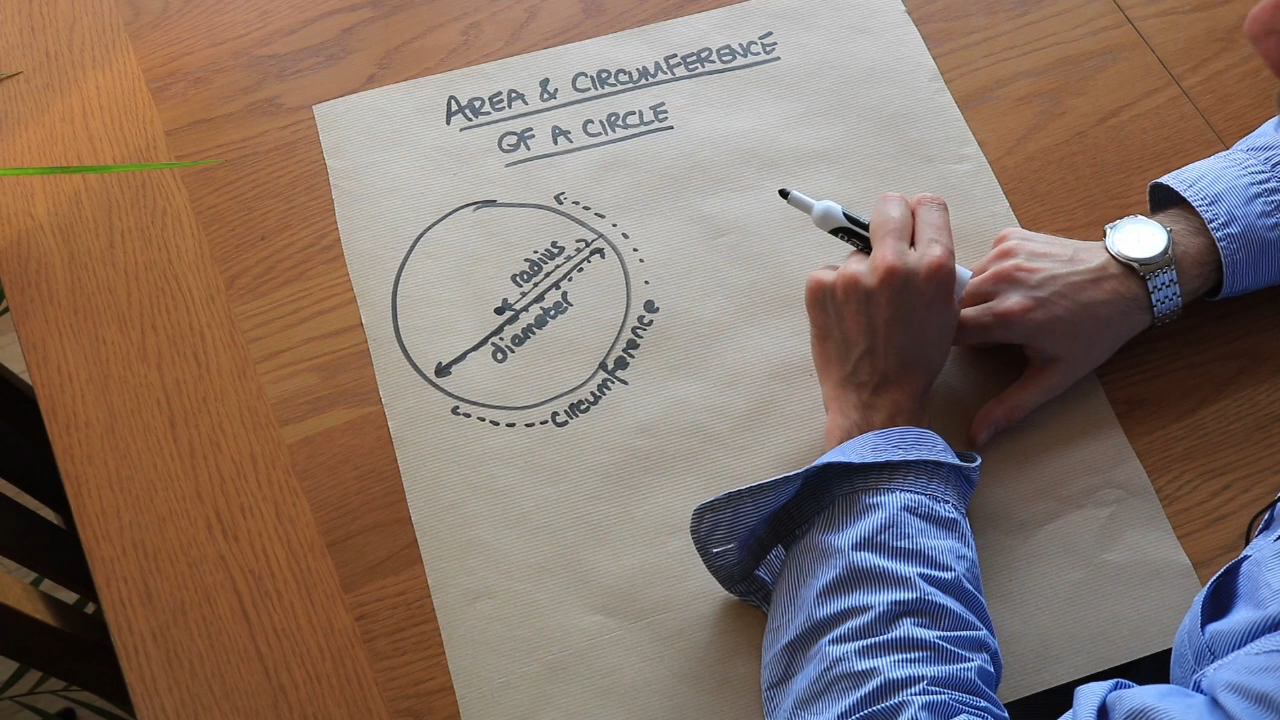 AREA & CIRCUMFERENCE
OF A CIRCLE
radius
diameter
circumference